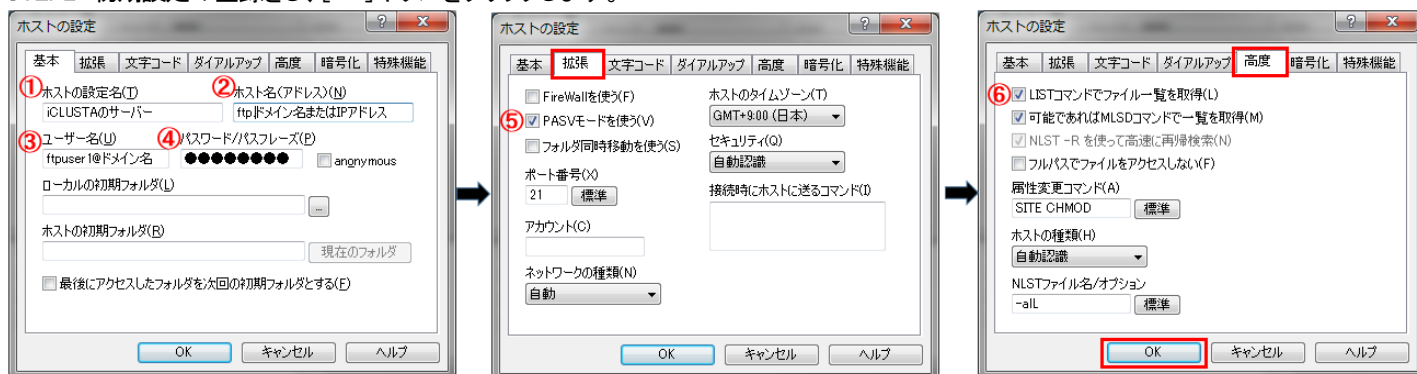 ホストの設定
基本 拡張 文字コード ダイアルアップ 高度 暗号化 特殊機能
①ホストの設定名(T) ②ホスト名(アドレス)(N)
iCLUSTAのサーバー ftp.ドメイン名またはIPアドレス
③ユーザー名(U) ④パスワード/パスフレーズ(P)
ftpuser1@ドメイン名 ●●●●●●●● anonymous
ローカルの初期フォルダ(L)
...
ホストの初期フォルダ(R)
現在のフォルダ
最後にアクセスしたフォルダを次回の初期フォルダとする(F)
OK キャンセル ヘルプ
ホストの設定
基本 拡張 文字コード ダイアルアップ 高度 暗号化 特殊機能
FireWallを使う(F) ホストのタイムゾーン(T)
⑤ PASVモードを使う(V) GMT+9:00 (日本)
フォルダ同時移動を使う(S) セキュリティ(Q)
自動認識
ポート番号(X) 接続時にホストに送るコマンド(I)
21 標準
アカウント(C)
ネットワークの種類(N)
自動
OK キャンセル ヘルプ
ホストの設定
基本 拡張 文字コード ダイアルアップ 高度 暗号化 特殊機能
⑥ LISTコマンドでファイル一覧を取得(L)
可能であればMLSDコマンドで一覧を取得(M)
NLST -R を使って高速に再帰検索(N)
フルパスでファイルをアクセスしない(F)
属性変更コマンド(A)
SITE CHMOD 標準
ホストの種類(H)
自動認識
NLSTファイル名/オプション
-alL 標準
OK キャンセル ヘルプ